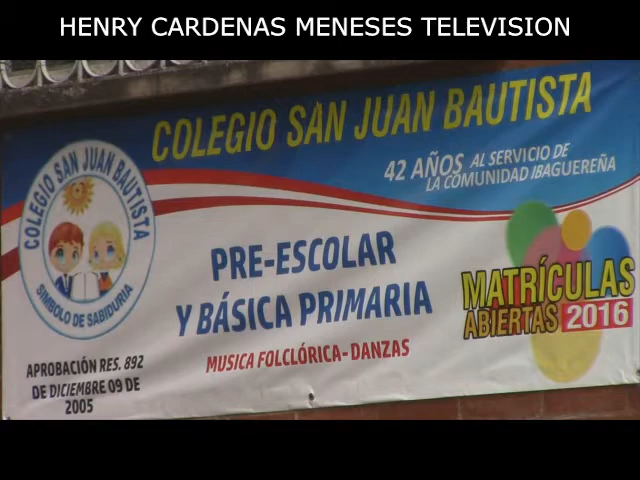 HENRY CARDENAS MENESES TELEVISION
COLEGIO SAN JUAN BAUTISTA
42 AÑOS AL SERVICIO DE
LA COMUNIDAD IBAGUEREÑA
COLEGIO SAN JUAN BAUTISTA
SIMBOLO DE SABIDURIA
PRE-ESCOLAR
Y BÁSICA PRIMARIA
MUSICA FOLCLÓRICA-DANZAS
MATRÍCULAS
ABIERTAS 2016
APROBACIÓN RES. 892
DE DICIEMBRE 09 DE
2005